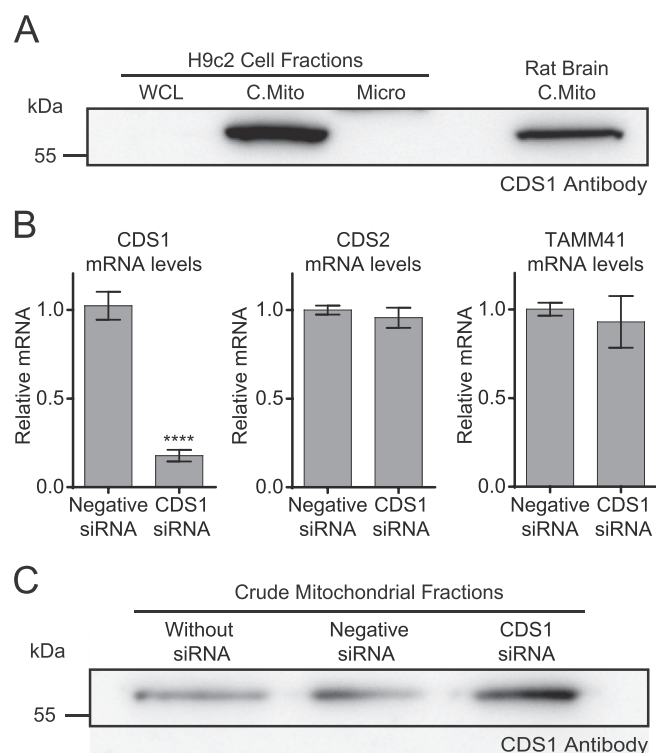 A
H9c2 Cell Fractions
Rat Brain
kDa
WCL C.Mito Micro C.Mito
55
CDS1 Antibody
B
CDS1 CDS2 TAMM41
mRNA levels mRNA levels mRNA levels
Relative mRNA
1.0
0.5
0.0
****
Negative CDS1
siRNA siRNA
Relative mRNA
1.0
0.5
0.0
Negative CDS1
siRNA siRNA
Relative mRNA
1.0
0.5
0.0
Negative CDS1
siRNA siRNA
C
Crude Mitochondrial Fractions
Without Negative CDS1
kDa siRNA siRNA siRNA
55
CDS1 Antibody